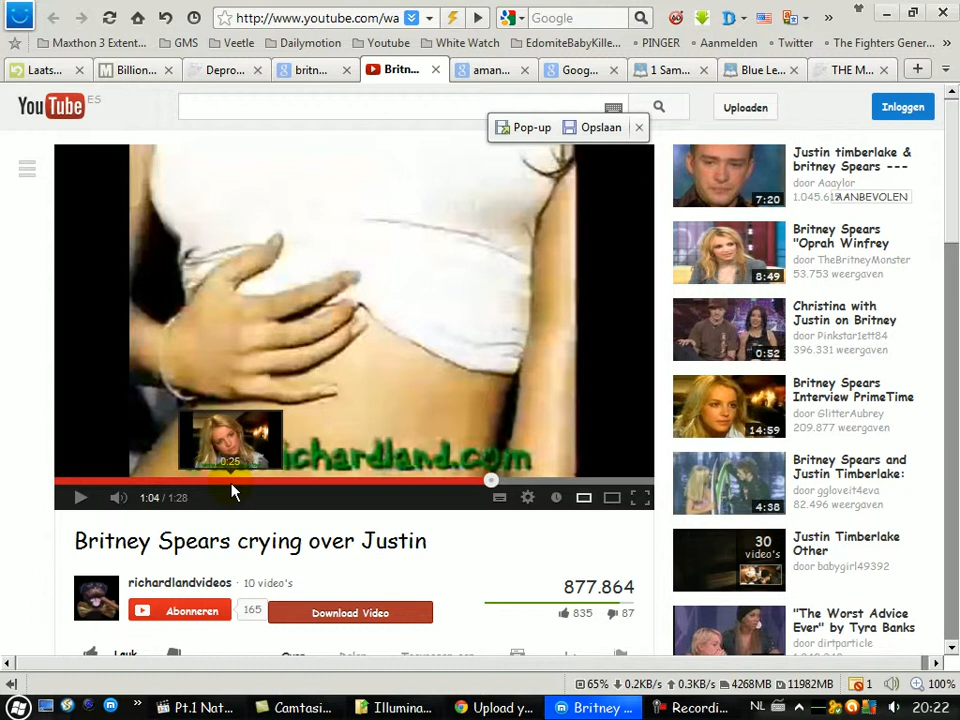 http://www.youtube.com/wa
Google
Maxthon 3 Extent...
GMS
Veetle
Dailymotion
Youtube
White Watch
EdomiteBabyKille...
PINGER
Aanmelden
Twitter
The Fighters Gener...
Laats...
Billion...
Depro...
britn...
Britn...
aman...
Goog...
1 Sam...
Blue Le...
THE M...
YouTube ES
Uploaden
Inloggen
Pop-up
Opslaan
richardland.com
0:25
1:04 / 1:28
Britney Spears crying over Justin
richardlandvideos · 10 video's
Abonneren
165
Download Video
877.864
835
87
Justin timberlake &
britney Spears ---
door Aaaylor
AANBEVOLEN
7:20
Britney Spears
"Oprah Winfrey
door TheBritneyMonster
53.753 weergaven
8:49
Christina with
Justin on Britney
door Pinkstar1ett84
396.331 weergaven
0:52
Britney Spears
Interview PrimeTime
door GlitterAubrey
209.877 weergaven
14:59
Britney Spears and
Justin Timberlake:
door ggloveit4eva
82.496 weergaven
4:38
Justin Timberlake
Other
door babygirl49392
30
video's
"The Worst Advice
Ever" by Tyra Banks
door dirtparticle
65%
0.2KB/s
0.3KB/s
4268MB
11982MB
1
100%
Pt.1 Nat...
Camtasi...
Illumina...
Upload y...
Britney ...
Recordi...
NL
20:22